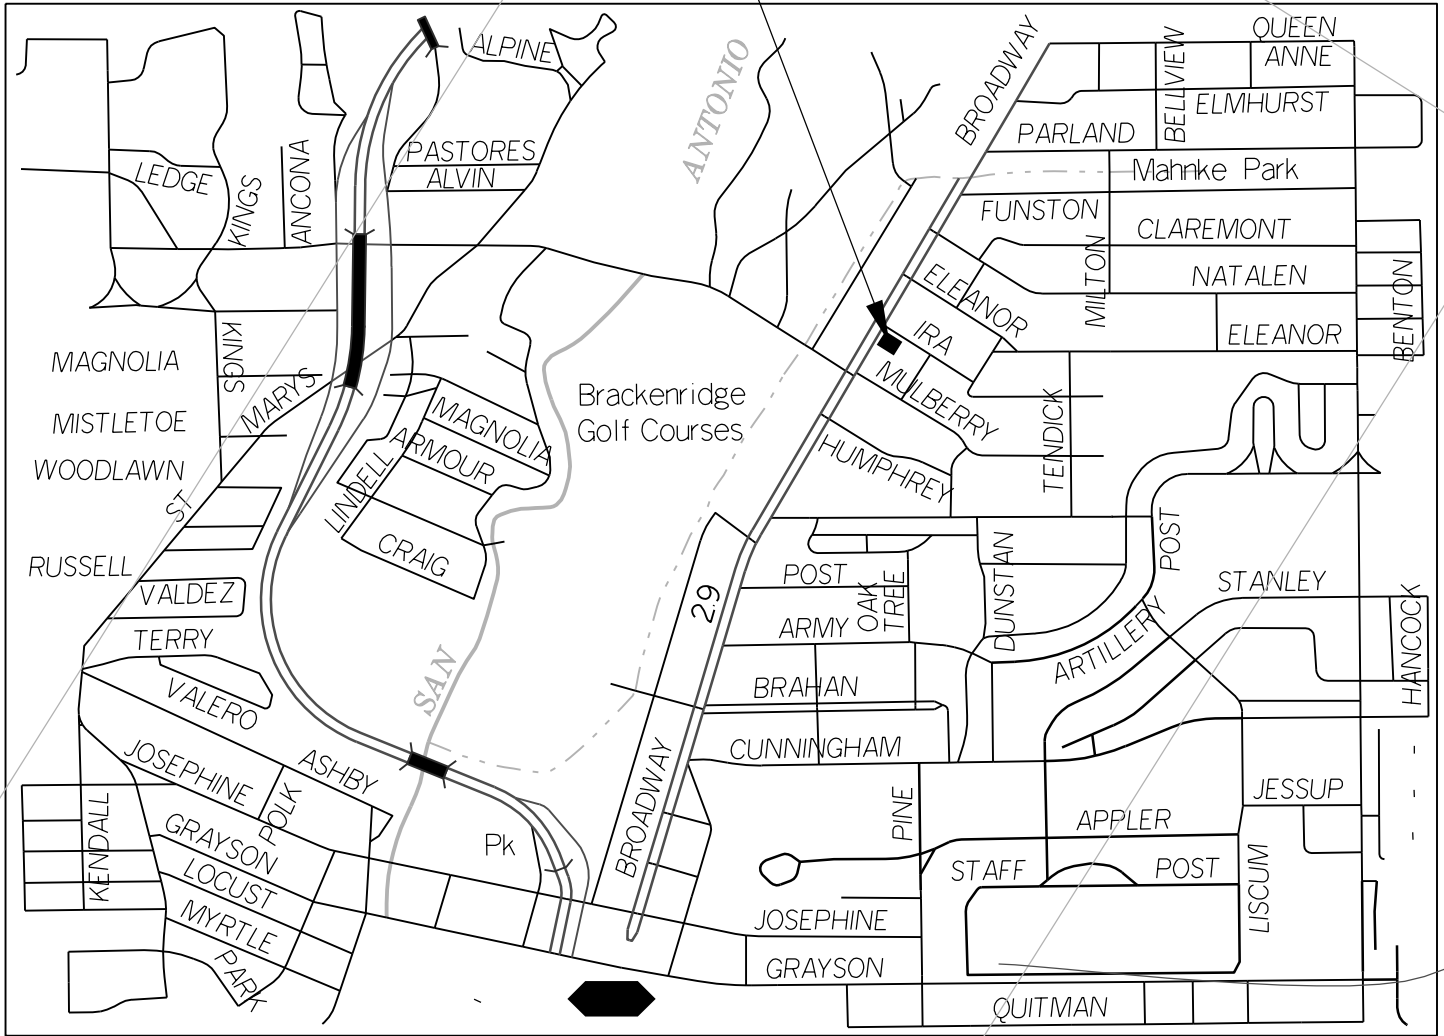 QUEEN
ANNE
ALPINE
BROADWAY
BELLVIEW
ELMHURST
ANTONIO
PARLAND
PASTORES
ALVIN
LEDGE
KINGS
ANCONA
Mahnke Park
FUNSTON
CLAREMONT
NATALEN
MILTON
BENTON
ELEANOR
ELEANOR
IRA
MULBERRY
HUMPHREY
TENDICK
KINGS
MAGNOLIA
MISTLETOE
WOODLAWN
ST MARYS
Brackenridge
Golf Courses
MAGNOLIA
ARMOUR
LINDELL
CRAIG
RUSSELL
VALDEZ
TERRY
VALERO
POST
OAK
TREE
ARMY
DUNSTAN
POST
STANLEY
HANCOCK
ARTILLERY
2.9
SAN
BRAHAN
CUNNINGHAM
ASHBY
JOSEPHINE
POLK
KENDALL
GRAYSON
LOCUST
MYRTLE
PARK
Pk
BROADWAY
PINE
JESSUP
APPLER
STAFF POST
LISCUM
JOSEPHINE
GRAYSON
QUITMAN